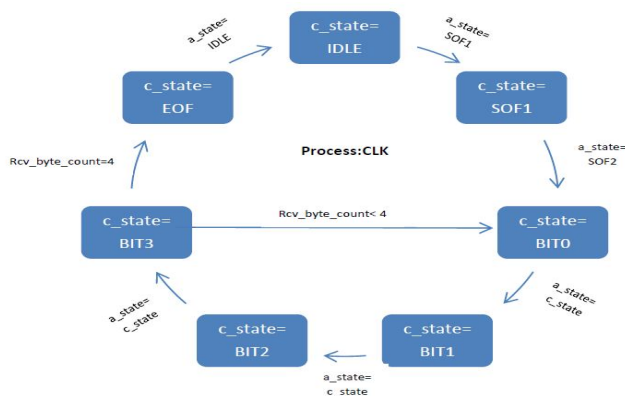 a_state=
IDLE
c_state=
IDLE
a_state=
SOF1
c_state=
EOF
c_state=
SOF1
Rcv_byte_count=4
Process:CLK
a_state=
SOF2
c_state=
BIT3
Rcv_byte_count< 4
c_state=
BIT0
a_state=
c_state
a_state=
c_state
c_state=
BIT2
c_state=
BIT1
a_state=
c_state